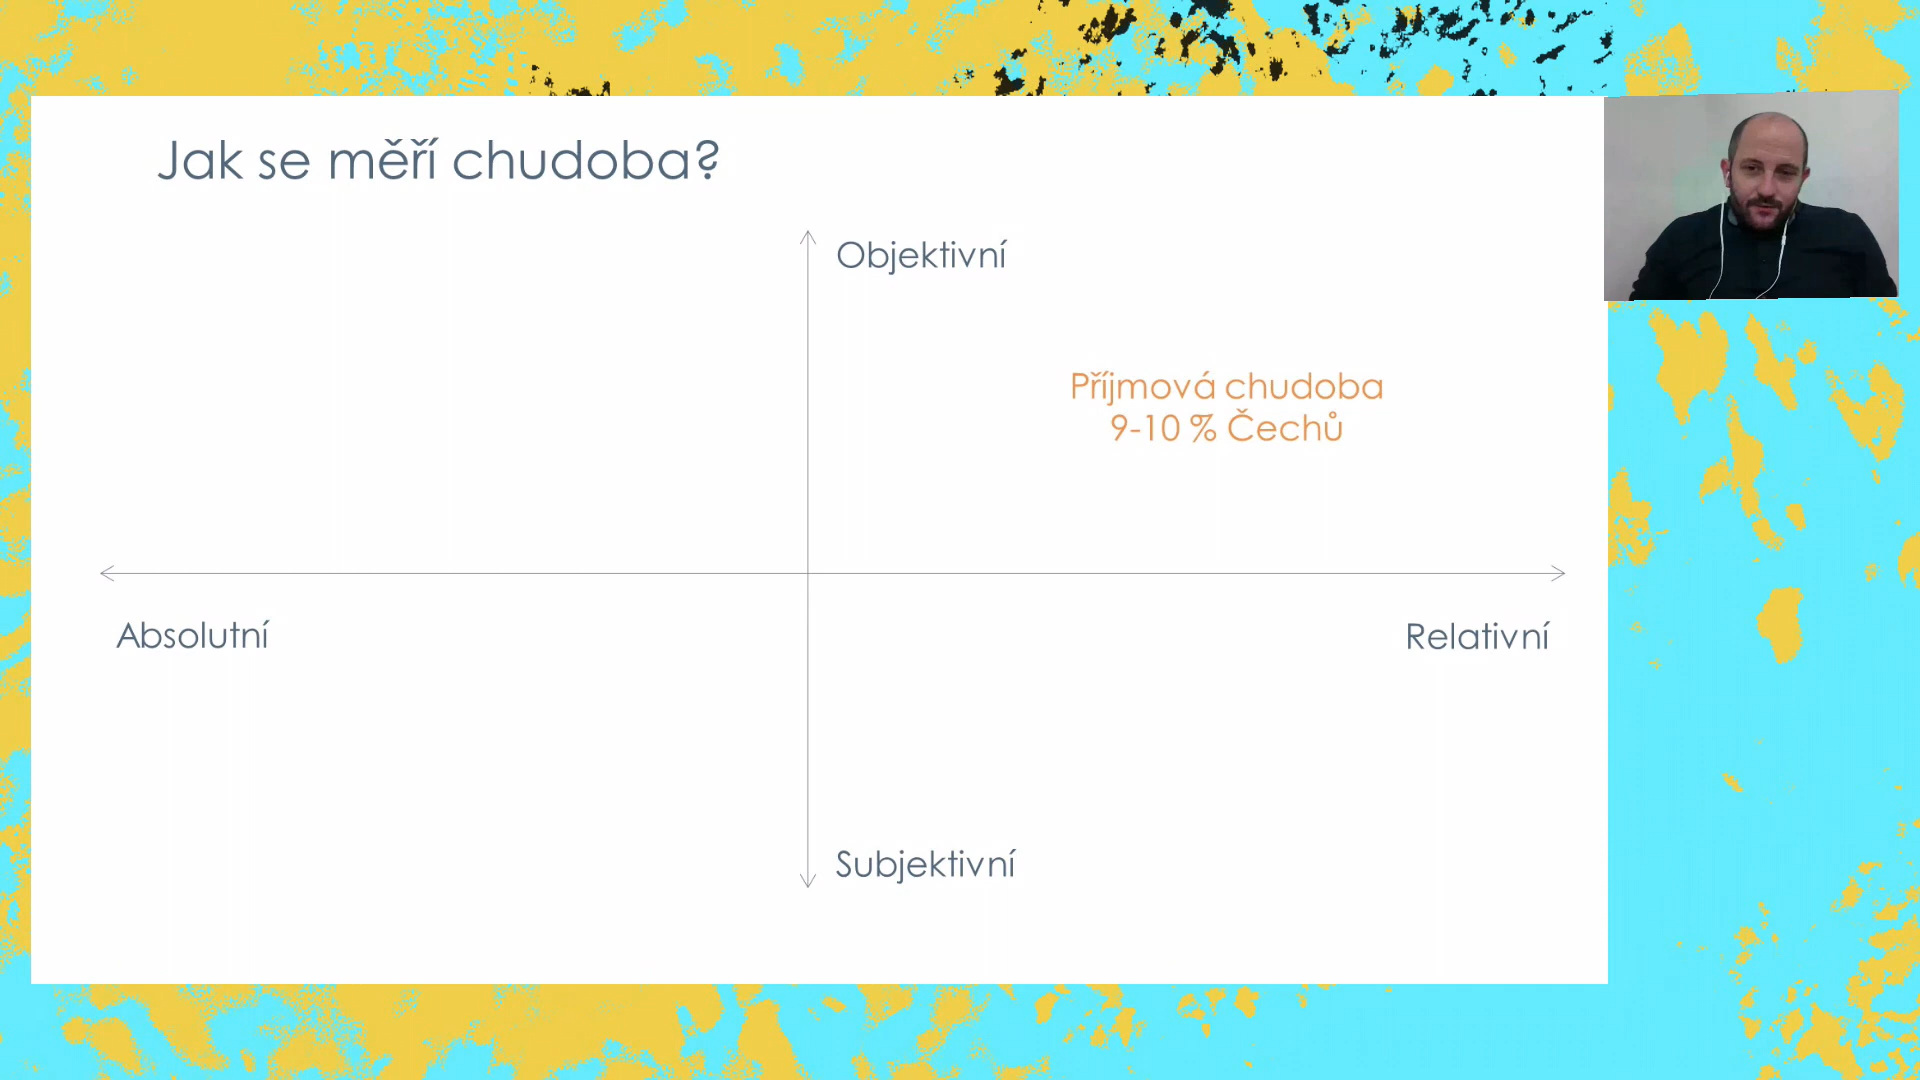 Jak se měří chudoba?
Objektivní
Příjmová chudoba
9-10 % Čechů
Absolutní
Relativní
Subjektivní